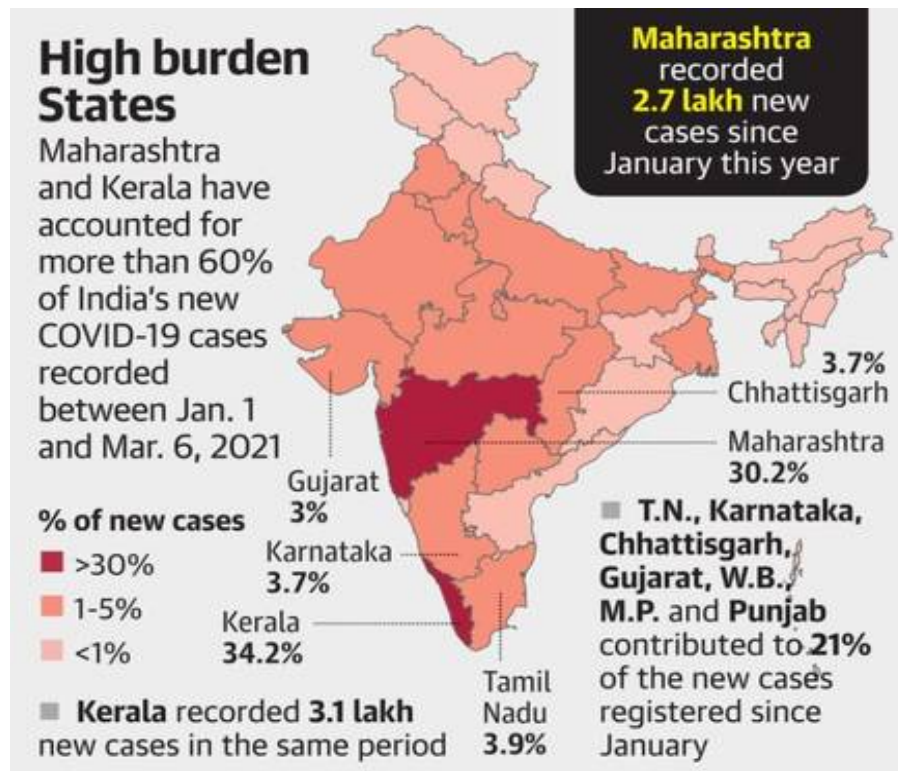 High burden
States
Maharashtra
and Kerala have
accounted for
more than 60%
of India's new
COVID-19 cases
recorded
between Jan. 1
and Mar. 6, 2021
Maharashtra
recorded
2.7 lakh new
cases since
January this year
3.7%
Chhattisgarh
Maharashtra
30.2%
Gujarat
3%
Karnataka
3.7%
Kerala
34.2%
Tamil
Nadu
3.9%
% of new cases
>30%
1-5%
<1%
Kerala recorded 3.1 lakh
new cases in the same period
T.N., Karnataka,
Chhattisgarh,
Gujarat, W.B.,
M.P. and Punjab
contributed to 21%
of the new cases
registered since
January